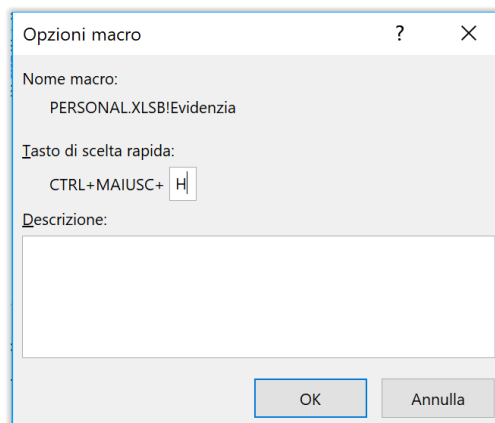 Opzioni macro ?
Nome macro:
PERSONAL.XLSB!Evidenzia
Tasto di scelta rapida:
CTRL+MAIUSC+ H
Descrizione:
OK Annulla